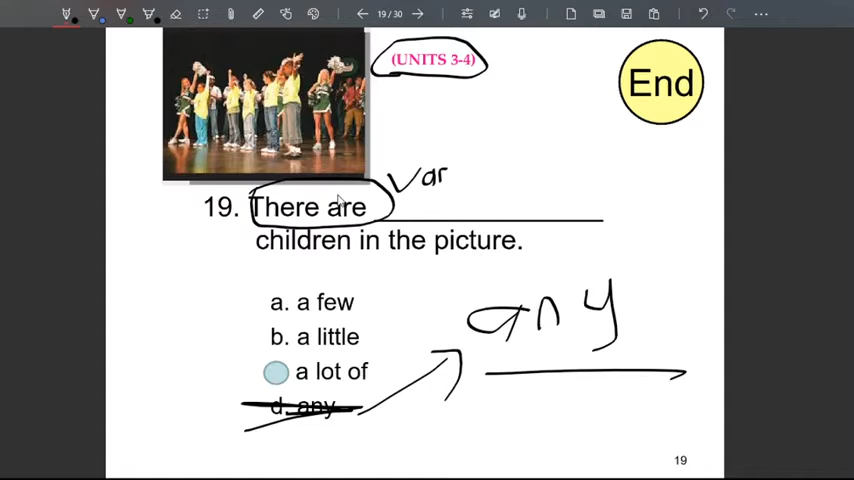 19 / 30
(UNITS 3-4)
End
var
19. There are ____________
children in the picture.
a. a few
b. a little
a lot of
d. any
any
19